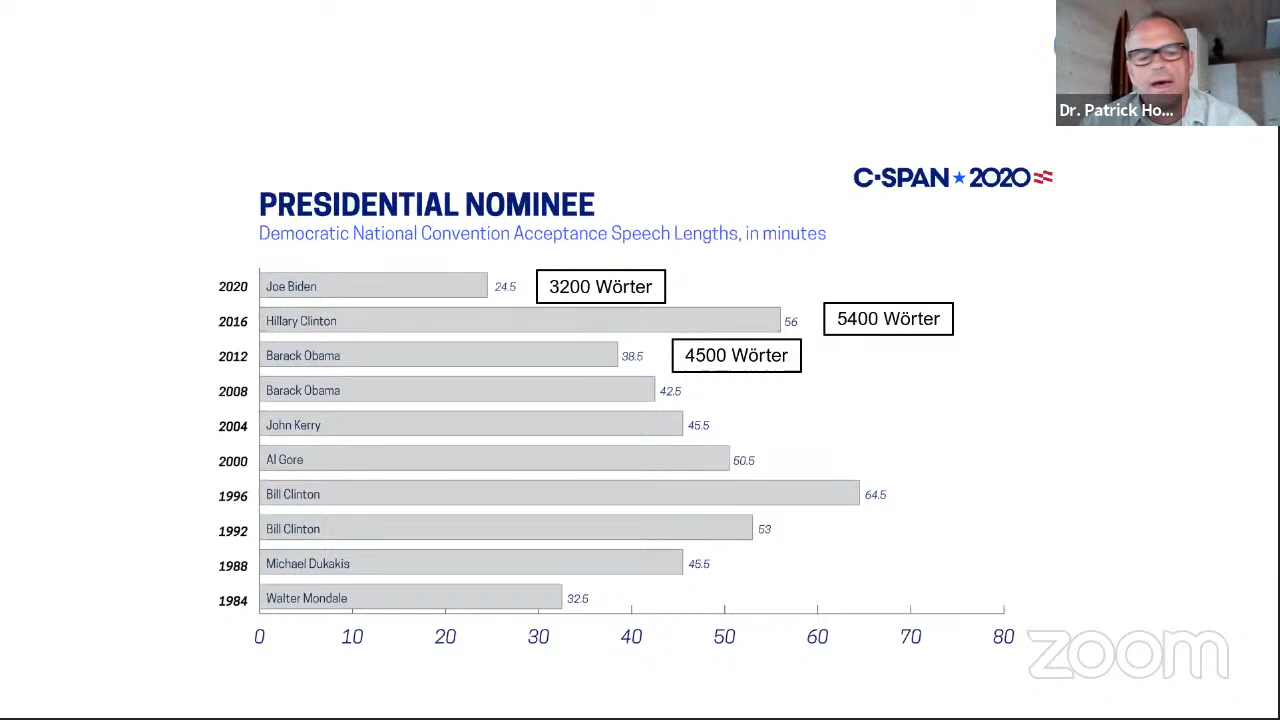 Dr. Patrick Ho...
C-SPAN 2020
PRESIDENTIAL NOMINEE
Democratic National Convention Acceptance Speech Lengths, in minutes
2020 Joe Biden 24.5 3200 Wörter
2016 Hillary Clinton 56 5400 Wörter
2012 Barack Obama 38.5 4500 Wörter
2008 Barack Obama 42.5
2004 John Kerry 45.5
2000 Al Gore 50.5
1996 Bill Clinton 64.5
1992 Bill Clinton 53
1988 Michael Dukakis 45.5
1984 Walter Mondale 32.5
0 10 20 30 40 50 60 70 80
zoom